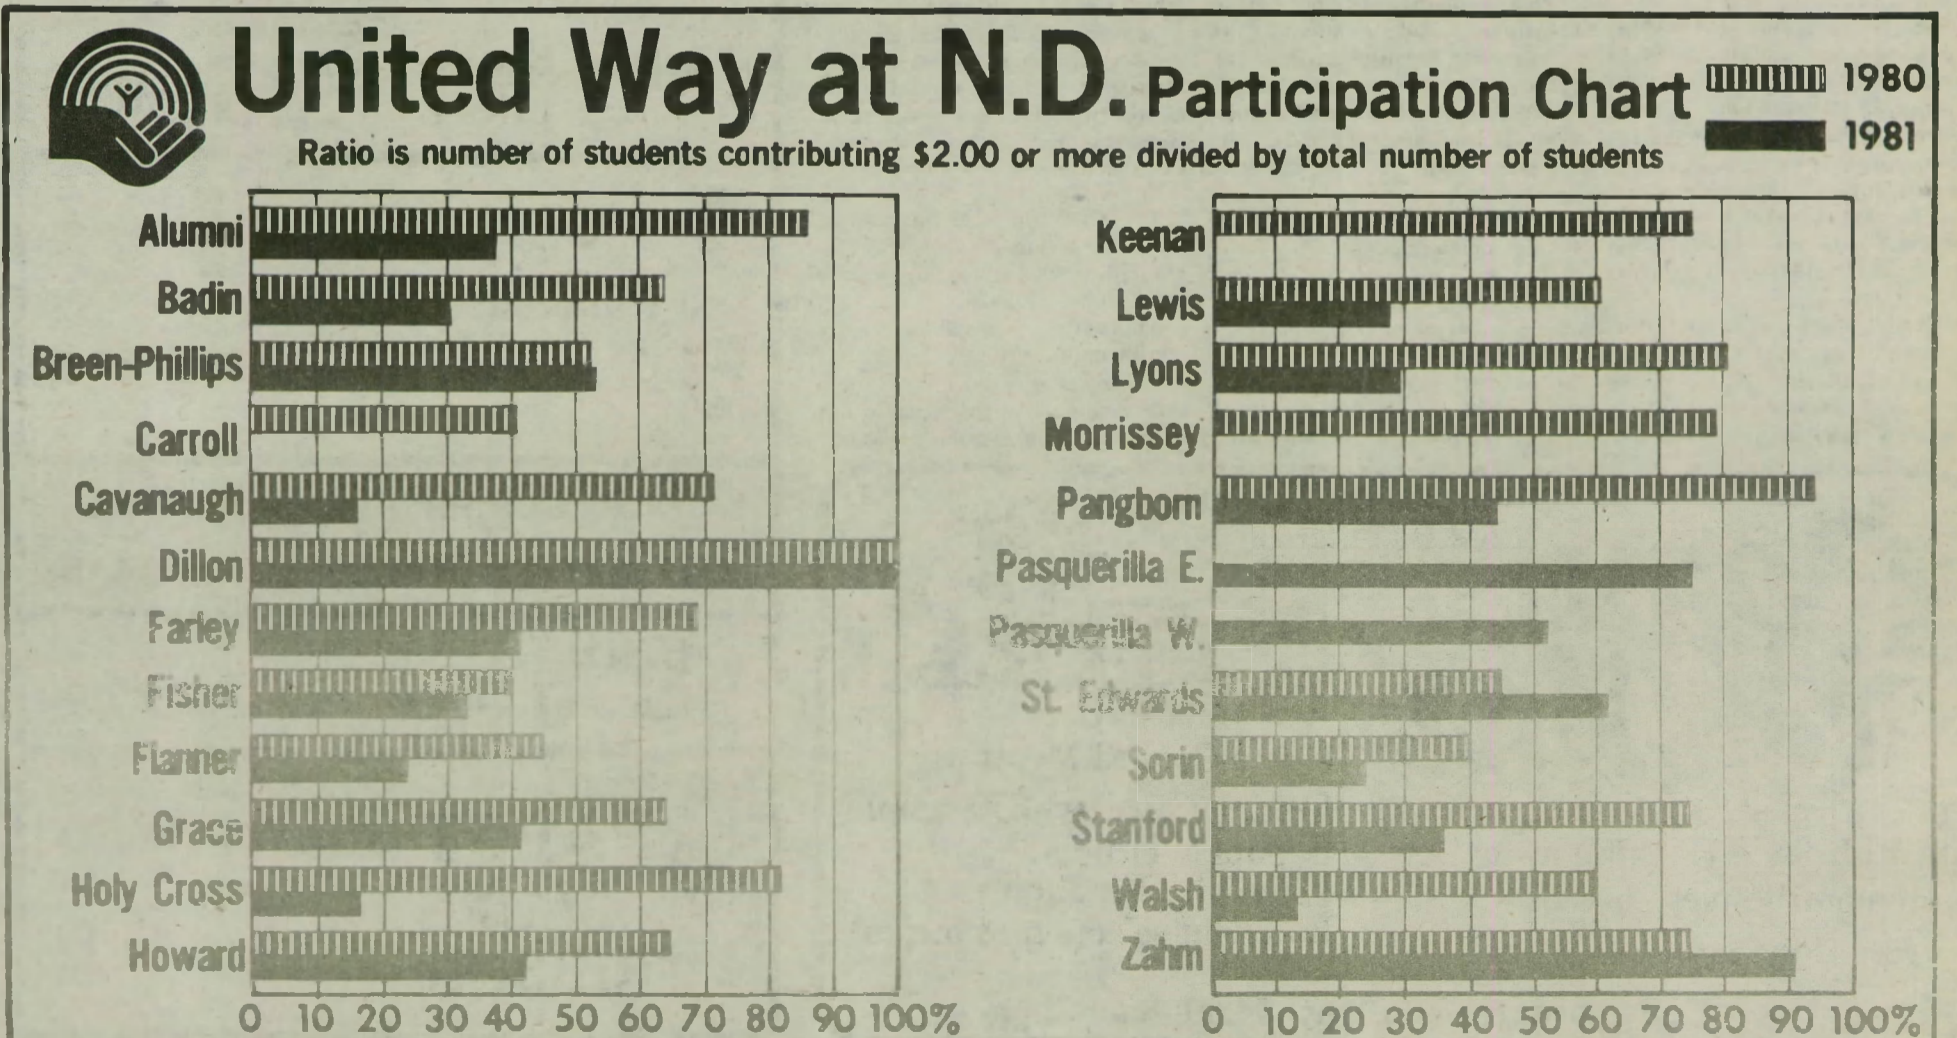 United Way at N.D. Participation Chart
1980
1981
Ratio is number of students contributing $2.00 or more divided by total number of students
Alumni
Badin
Breen-Phillips
Carroll
Cavanaugh
Dillon
Farley
Fisher
Flanner
Grace
Holy Cross
Howard
0 10 20 30 40 50 60 70 80 90 100%
Keenan
Lewis
Lyons
Morrissey
Pangborn
Pasquerilla E.
Pasquerilla W.
St. Edwards
Sorin
Stanford
Walsh
Zahm
0 10 20 30 40 50 60 70 80 90 100%